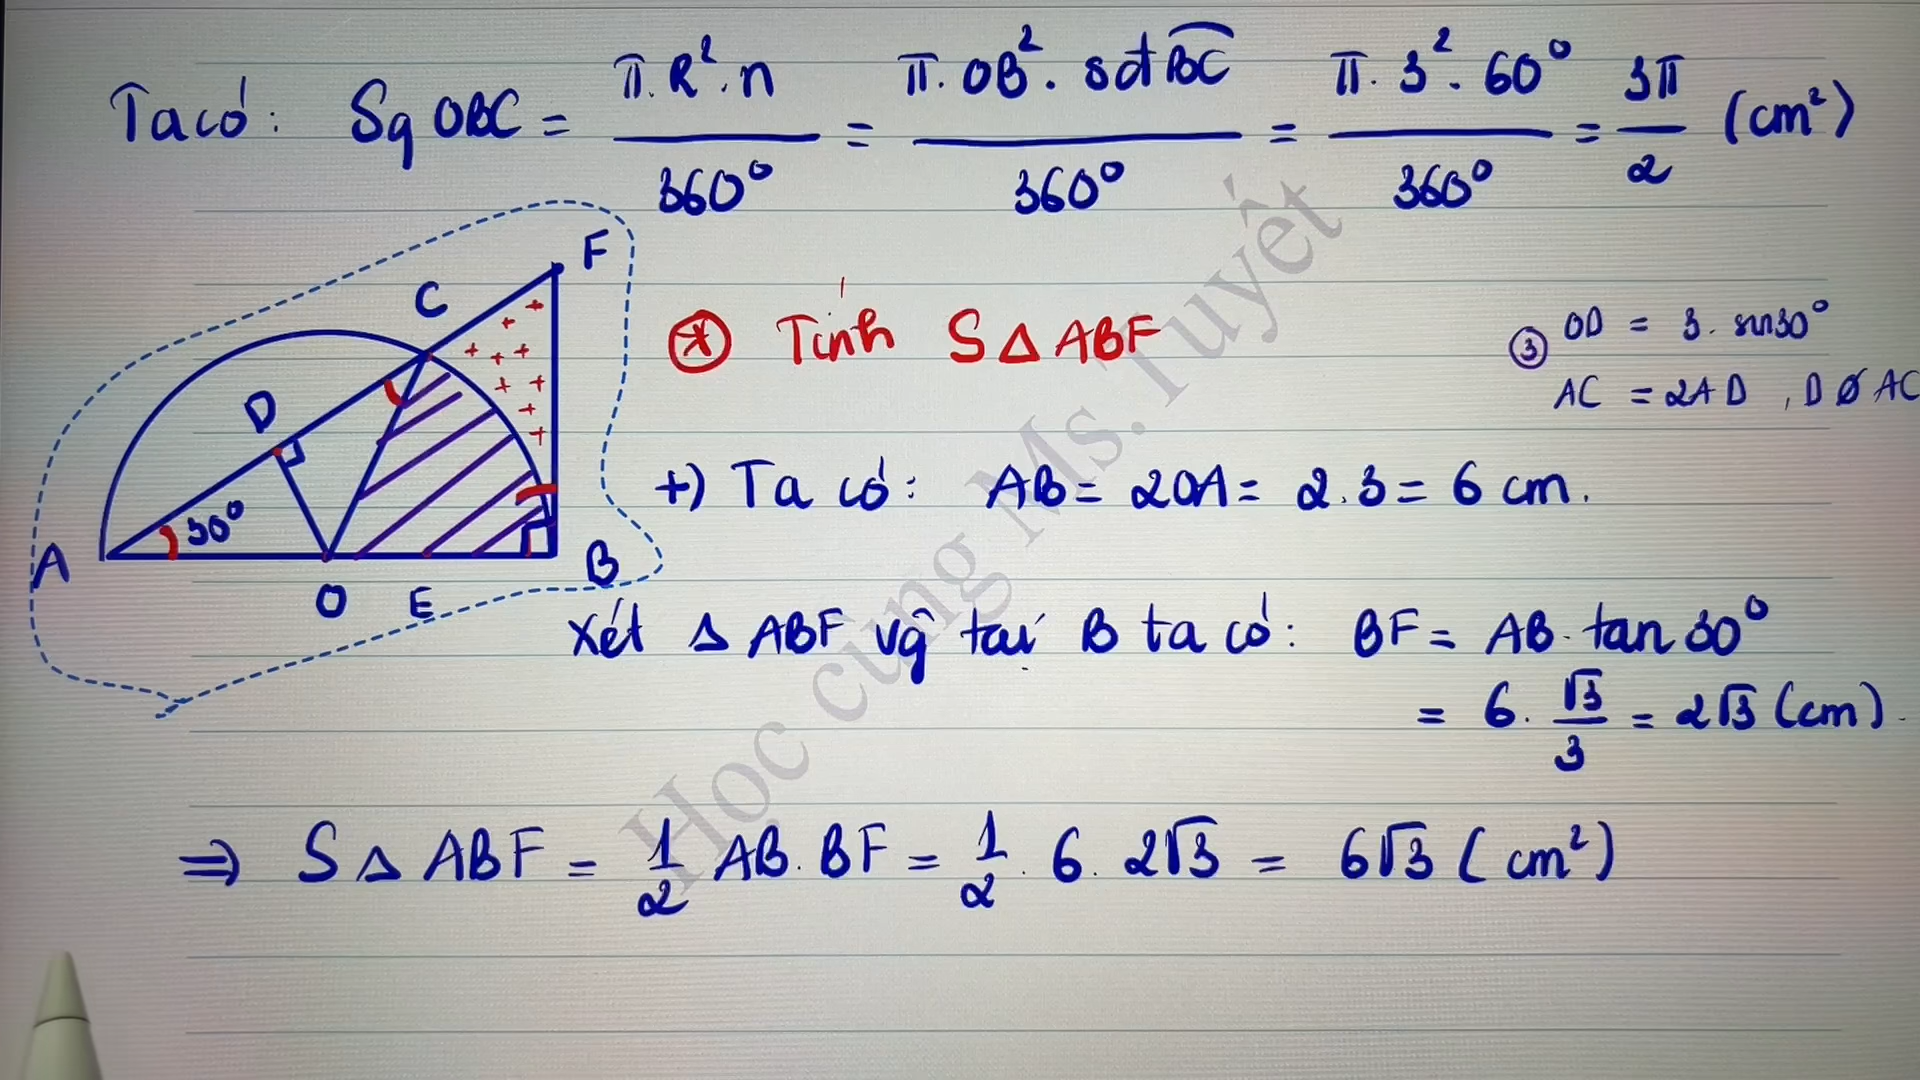 Ta có: Sq OBC = π.R².n / 360° = π.OB².sđBC / 360° = π.3².60° / 360° = 3π / 2 (cm²)
F
C
D
30°
A
O
E
B
* Tính S△ABF
③ OD = 3. sin30°
AC = 2AD, D ∅ AC
+) Ta có: AB = 2OA = 2.3 = 6 cm.
Xét △ABF vg tại B ta có: BF = AB. tan 30°
= 6. √3 / 3 = 2√3 (cm).
⇒ S△ABF = 1/2 AB. BF = 1/2 . 6. 2√3 = 6√3 (cm²)
Học cùng Ms. Tuyết